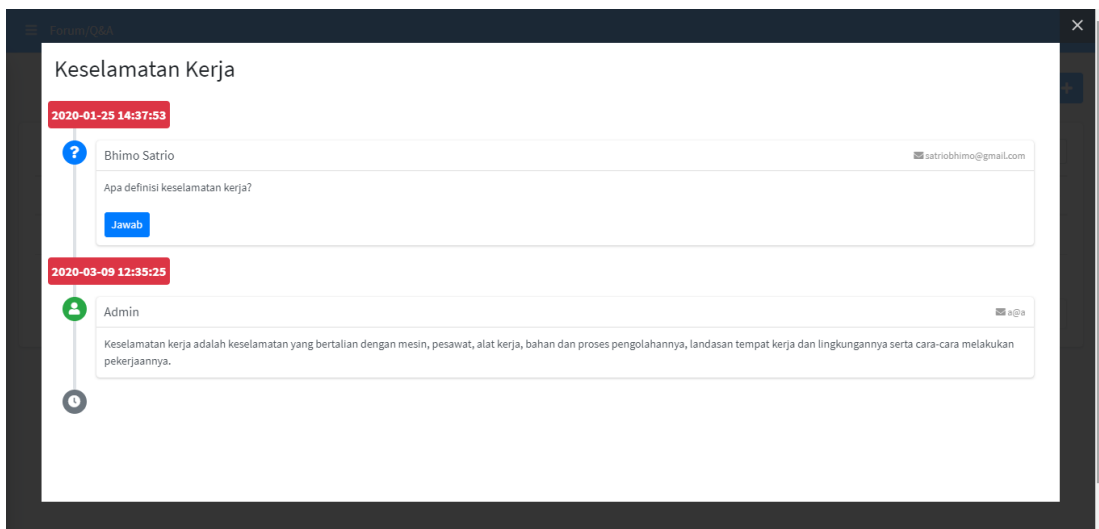 Forum/Q&A
Keselamatan Kerja
2020-01-25 14:37:53
Bhimo Satrio
satriobhimo@gmail.com
Apa definisi keselamatan kerja?
Jawab
2020-03-09 12:35:25
Admin
a@a
Keselamatan kerja adalah keselamatan yang bertalian dengan mesin, pesawat, alat kerja, bahan dan proses pengolahannya, landasan tempat kerja dan lingkungannya serta cara-cara melakukan
pekerjaannya.